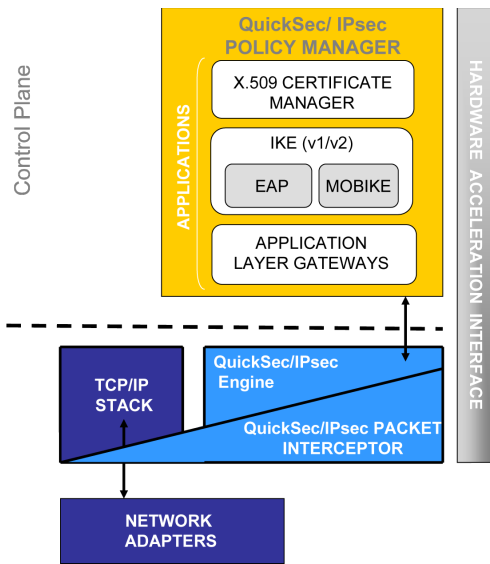 QuickSec/ IPsec
POLICY MANAGER
Control Plane
APPLICATIONS
X.509 CERTIFICATE
MANAGER
IKE (v1/v2)
EAP
MOBIKE
APPLICATION
LAYER GATEWAYS
HARDWARE ACCELERATION INTERFACE
TCP/IP
STACK
QuickSec/IPsec
Engine
QuickSec/IPsec PACKET
INTERCEPTOR
NETWORK
ADAPTERS